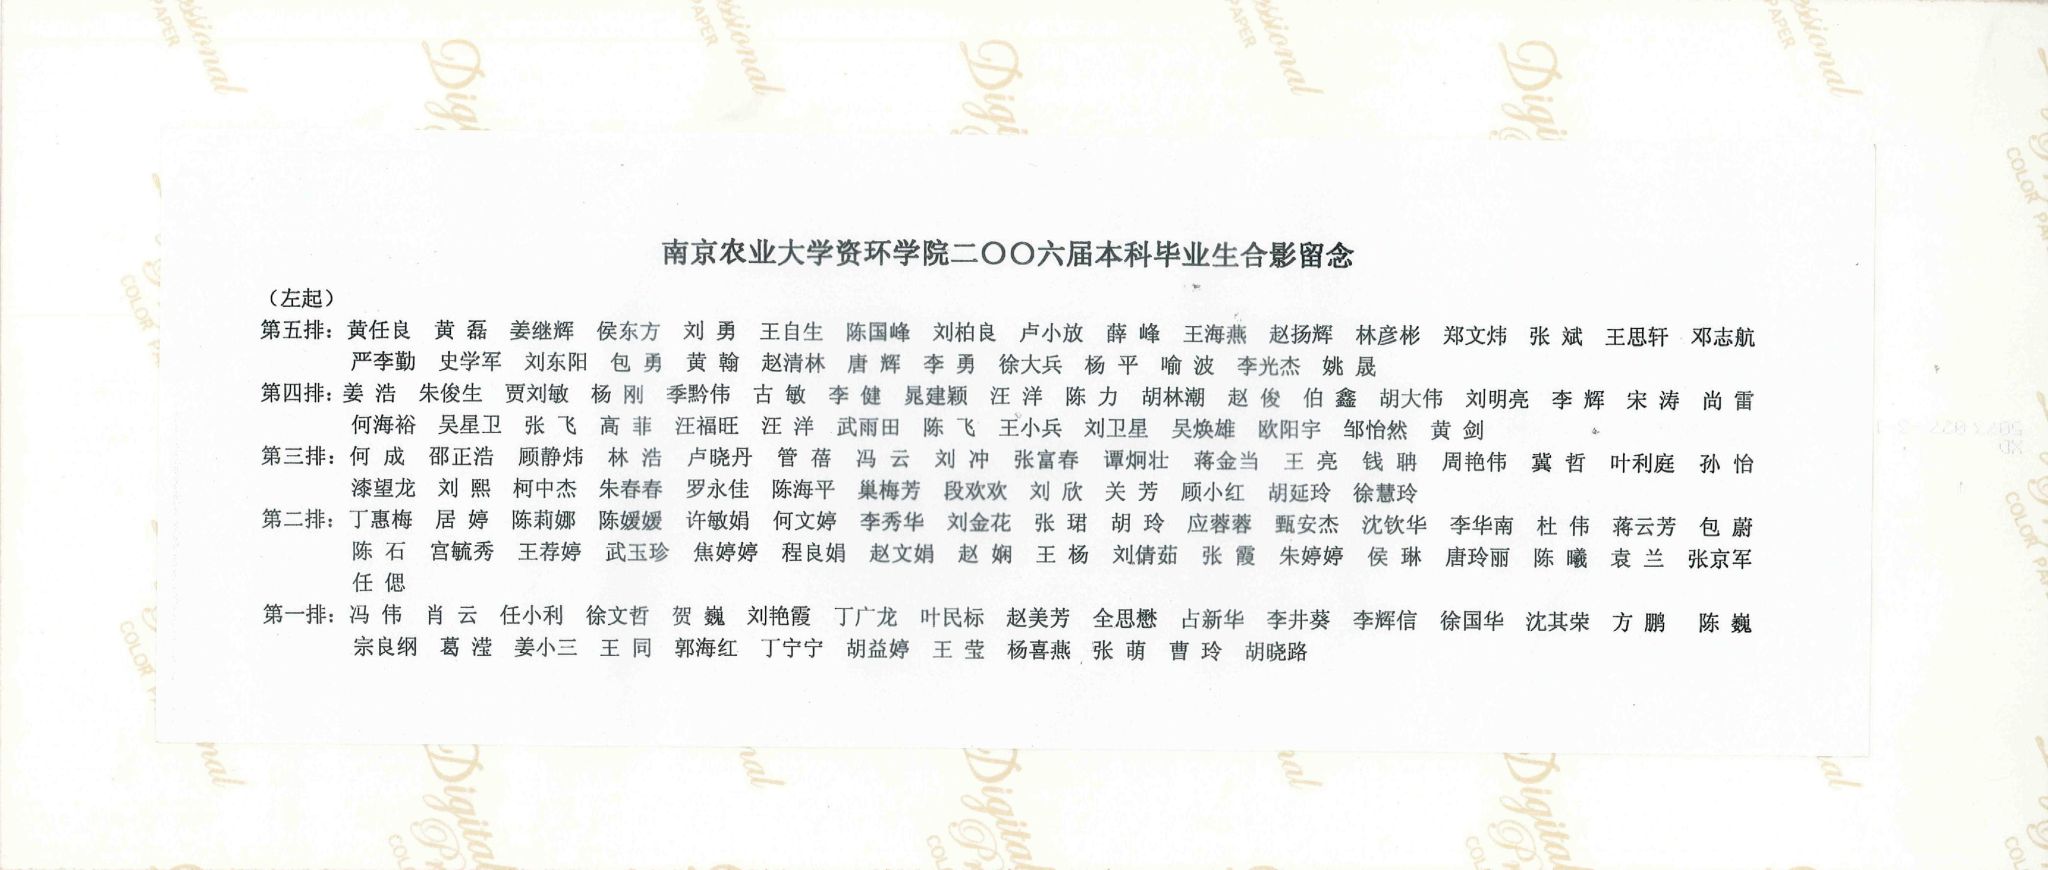 南京农业大学资环学院二〇〇六届本科毕业生合影留念
（左起）
第五排：黄任良 黄 磊 姜继辉 侯东方 刘 勇 王自生 陈国峰 刘柏良 卢小放 薛 峰 王海燕 赵扬辉 林彦彬 郑文炜 张 斌 王思轩 邓志航
严李勤 史学军 刘东阳 包 勇 黄 翰 赵清林 唐 辉 李 勇 徐大兵 杨 平 喻 波 李光杰 姚 晟
第四排：姜 浩 朱俊生 贾刘敏 杨 刚 季黔伟 古 敏 李 健 晁建颖 汪 洋 陈 力 胡林潮 赵 俊 伯 鑫 胡大伟 刘明亮 李 辉 宋 涛 尚 雷
何海裕 吴星卫 张 飞 高 菲 汪福旺 汪 洋 武雨田 陈 飞 王小兵 刘卫星 吴焕雄 欧阳宇 邹怡然 黄 剑
第三排：何 成 邵正浩 顾静炜 林 浩 卢晓丹 管 蓓 冯 云 刘 冲 张富春 谭炯壮 蒋金当 王 亮 钱 聃 周艳伟 冀 哲 叶利庭 孙 怡
漆望龙 刘 熙 柯中杰 朱春春 罗永佳 陈海平 巢梅芳 段欢欢 刘 欣 关 芳 顾小红 胡延玲 徐慧玲
第二排：丁惠梅 居 婷 陈莉娜 陈媛媛 许敏娟 何文婷 李秀华 刘金花 张 珺 胡 玲 应蓉蓉 甄安杰 沈钦华 李华南 杜 伟 蒋云芳 包 蔚
陈 石 宫毓秀 王荐婷 武玉珍 焦婷婷 程良娟 赵文娟 赵 娴 王 杨 刘倩茹 张 霞 朱婷婷 侯 琳 唐玲丽 陈 曦 袁 兰 张京军
任 偲
第一排：冯 伟 肖 云 任小利 徐文哲 贺 巍 刘艳霞 丁广龙 叶民标 赵美芳 全思懋 占新华 李井葵 李辉信 徐国华 沈其荣 方 鹏 陈 巍
宗良纲 葛 滢 姜小三 王 同 郭海红 丁宁宁 胡益婷 王 莹 杨喜燕 张 萌 曹 玲 胡晓路